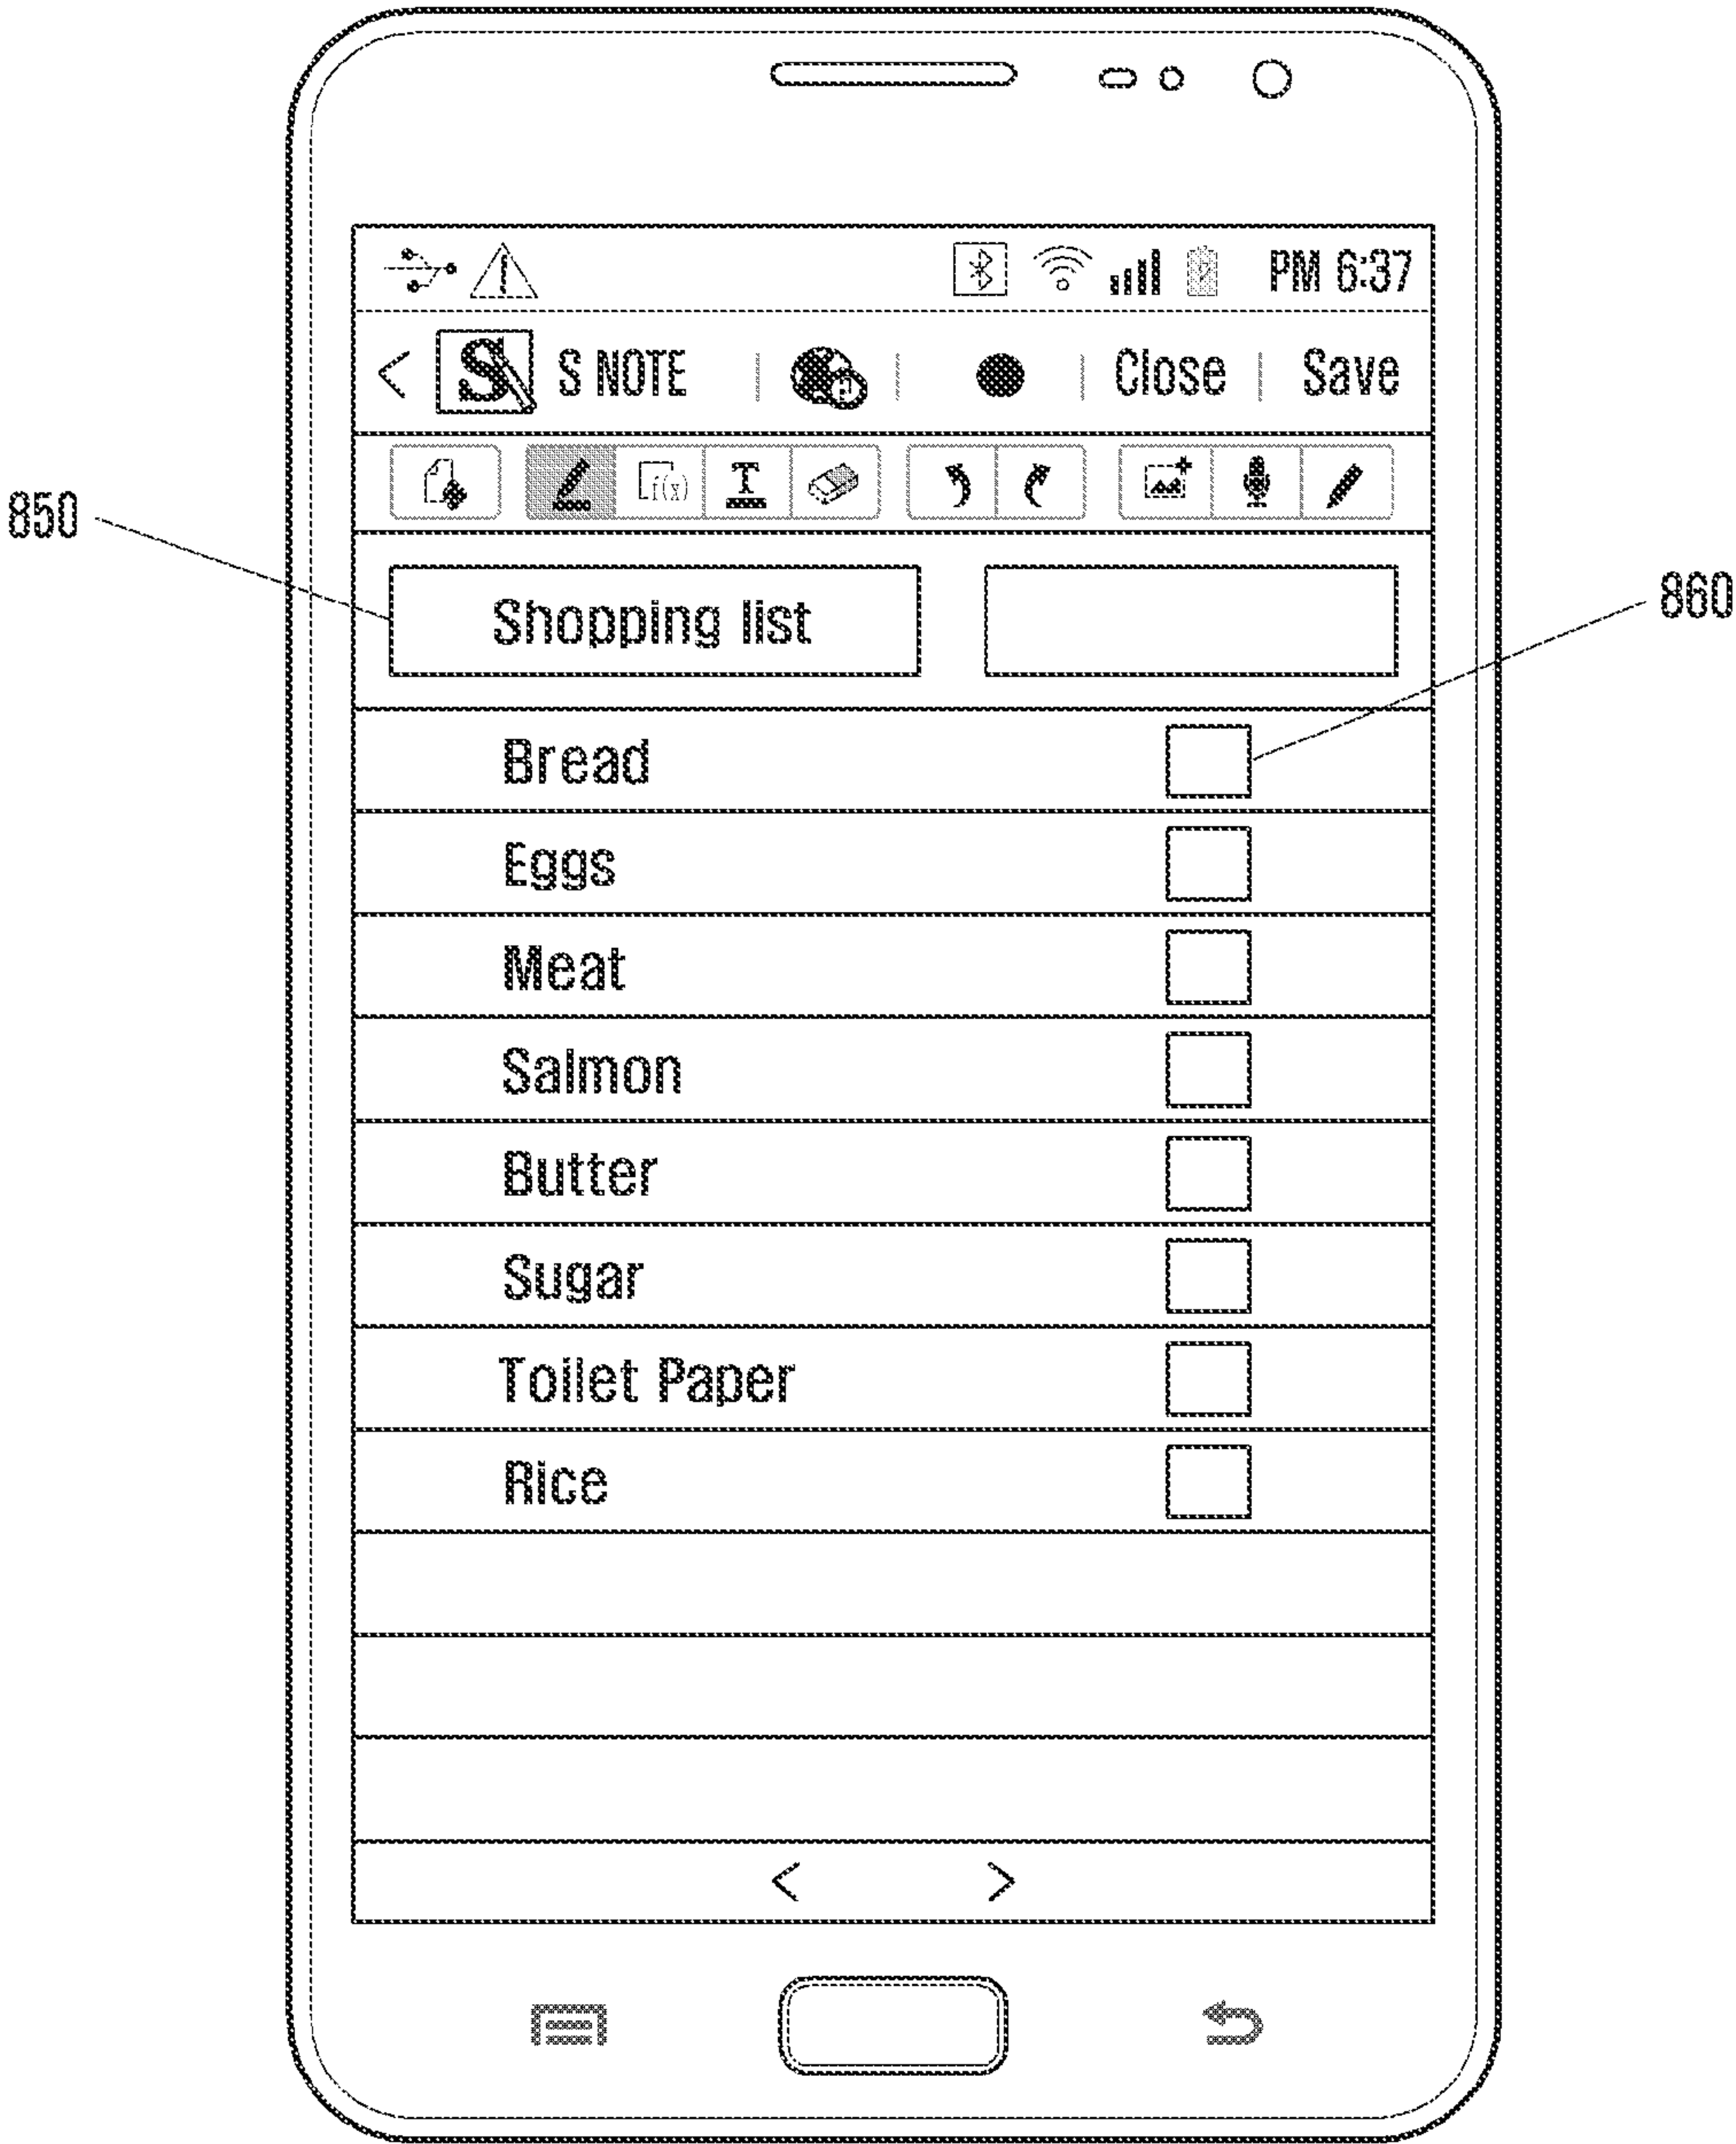 PM 6:37
S S NOTE Close Save
f(x) T
850
Shopping list
860
Bread
Eggs
Meat
Salmon
Butter
Sugar
Toilet Paper
Rice